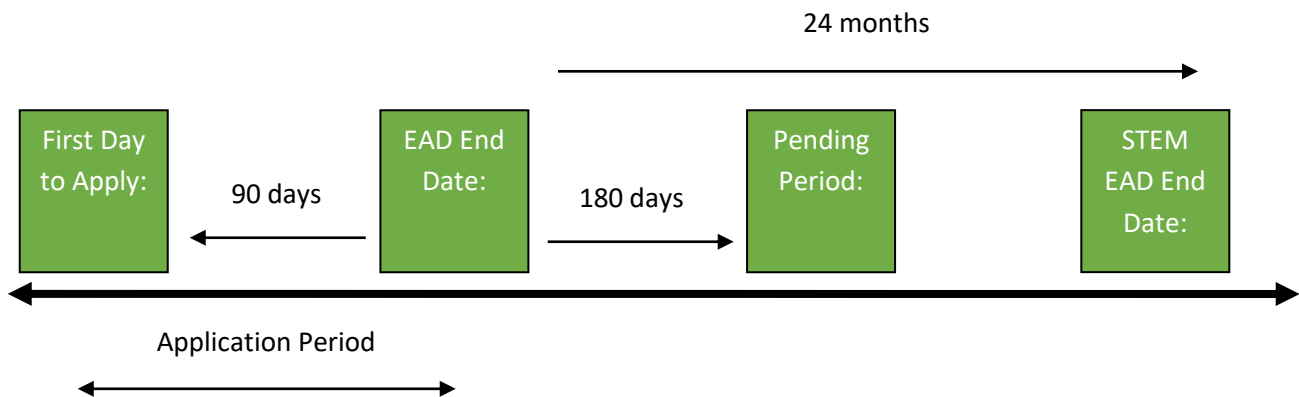 24 months
First Day
to Apply:
90 days
EAD End
Date:
180 days
Pending
Period:
STEM
EAD End
Date:
Application Period